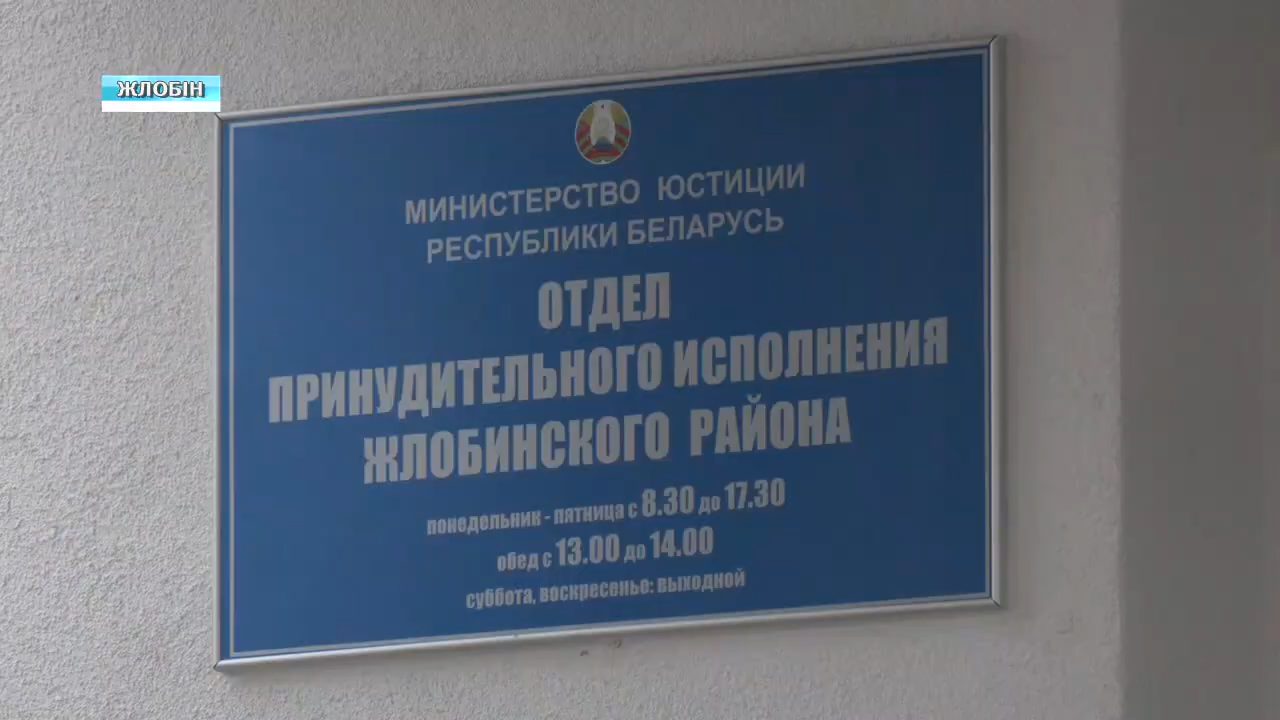 ЖЛОБІН
МИНИСТЕРСТВО ЮСТИЦИИ
РЕСПУБЛИКИ БЕЛАРУСЬ
ОТДЕЛ
ПРИНУДИТЕЛЬНОГО ИСПОЛНЕНИЯ
ЖЛОБИНСКОГО РАЙОНА
понедельник - пятница с 8.30 до 17.30
обед с 13.00 до 14.00
суббота, воскресенье: выходной